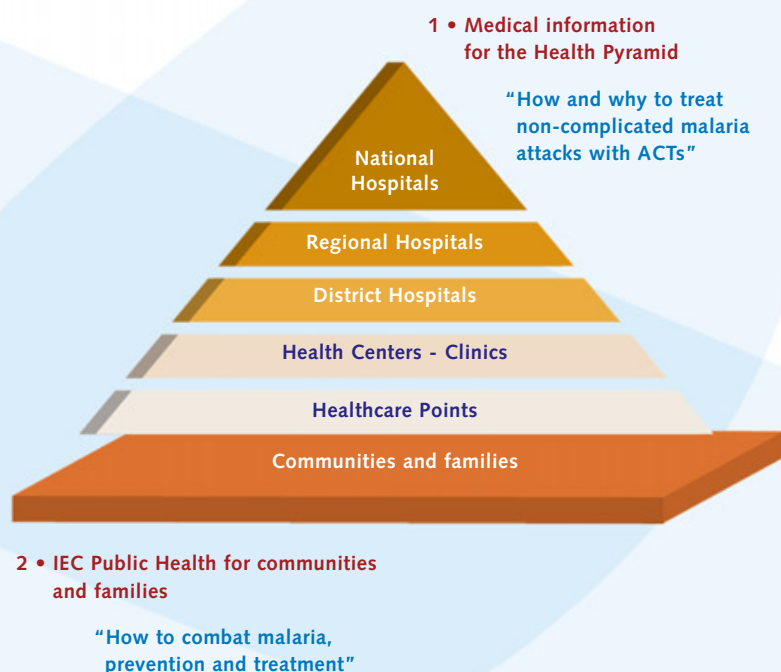 1 • Medical information
for the Health Pyramid
“How and why to treat
non-complicated malaria
attacks with ACTs”
National
Hospitals
Regional Hospitals
District Hospitals
Health Centers - Clinics
Healthcare Points
Communities and families
2 • IEC Public Health for communities
and families
“How to combat malaria,
prevention and treatment”